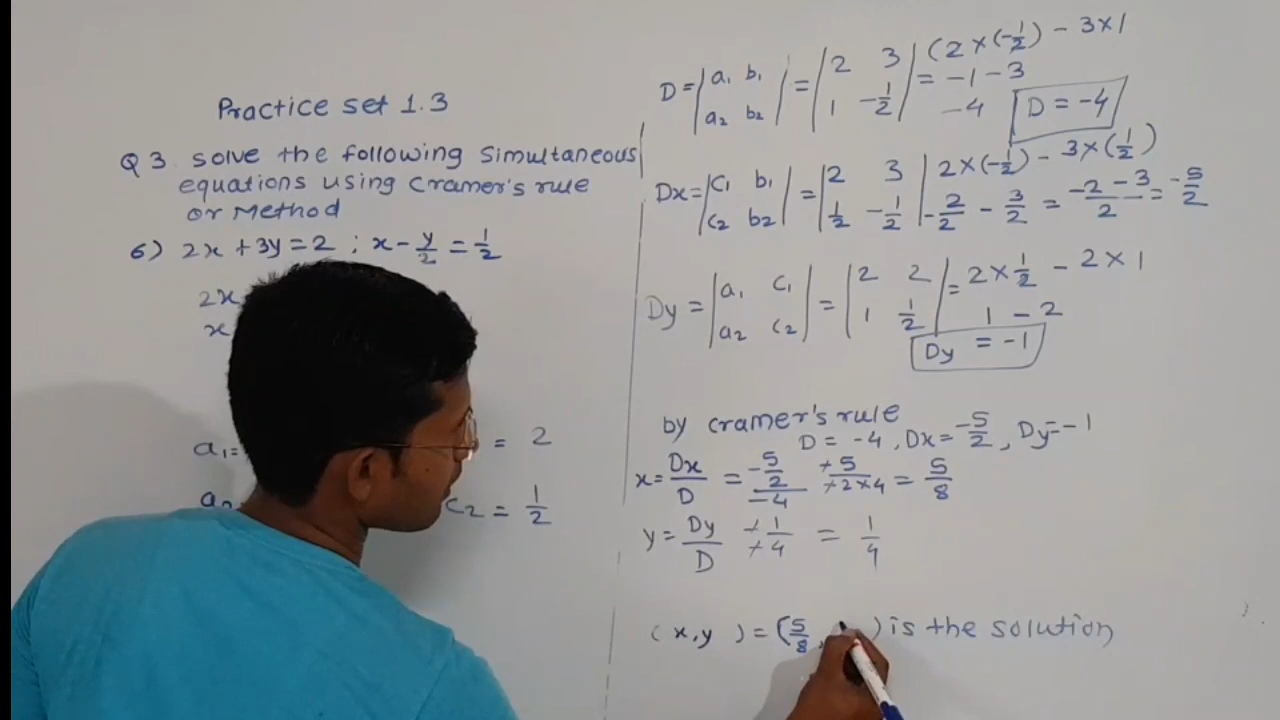 Practice set 1.3
Q 3. Solve the following Simultaneous
equations using Cramer's rule
or Method
6) 2x + 3y = 2 ; x - y/2 = 1/2
2x
x
a₁= = 2
a₂ C₂ = 1/2
D = |a₁ b₁ / a₂ b₂| = |2 3 / 1 -1/2| (2×(-1/2) - 3×1
= -1 - 3
-4 D = -4
Dx = |C₁ b₁ / C₂ b₂| = |2 3 / 1/2 -1/2| 2×(-1/2) - 3×(1/2)
-2/2 - 3/2 = -2-3/2 = -5/2
Dy = |a₁ C₁ / a₂ C₂| = |2 2 / 1 1/2| = 2×1/2 - 2×1
1 - 2
Dy = -1
by cramer's rule
D = -4, Dx = -5/2, Dy = -1
x = Dx/D = -5/2/-4 +5/+2×4 = 5/8
y = Dy/D +1/+4 = 1/4
(x,y) = (5/8, ) is the solution